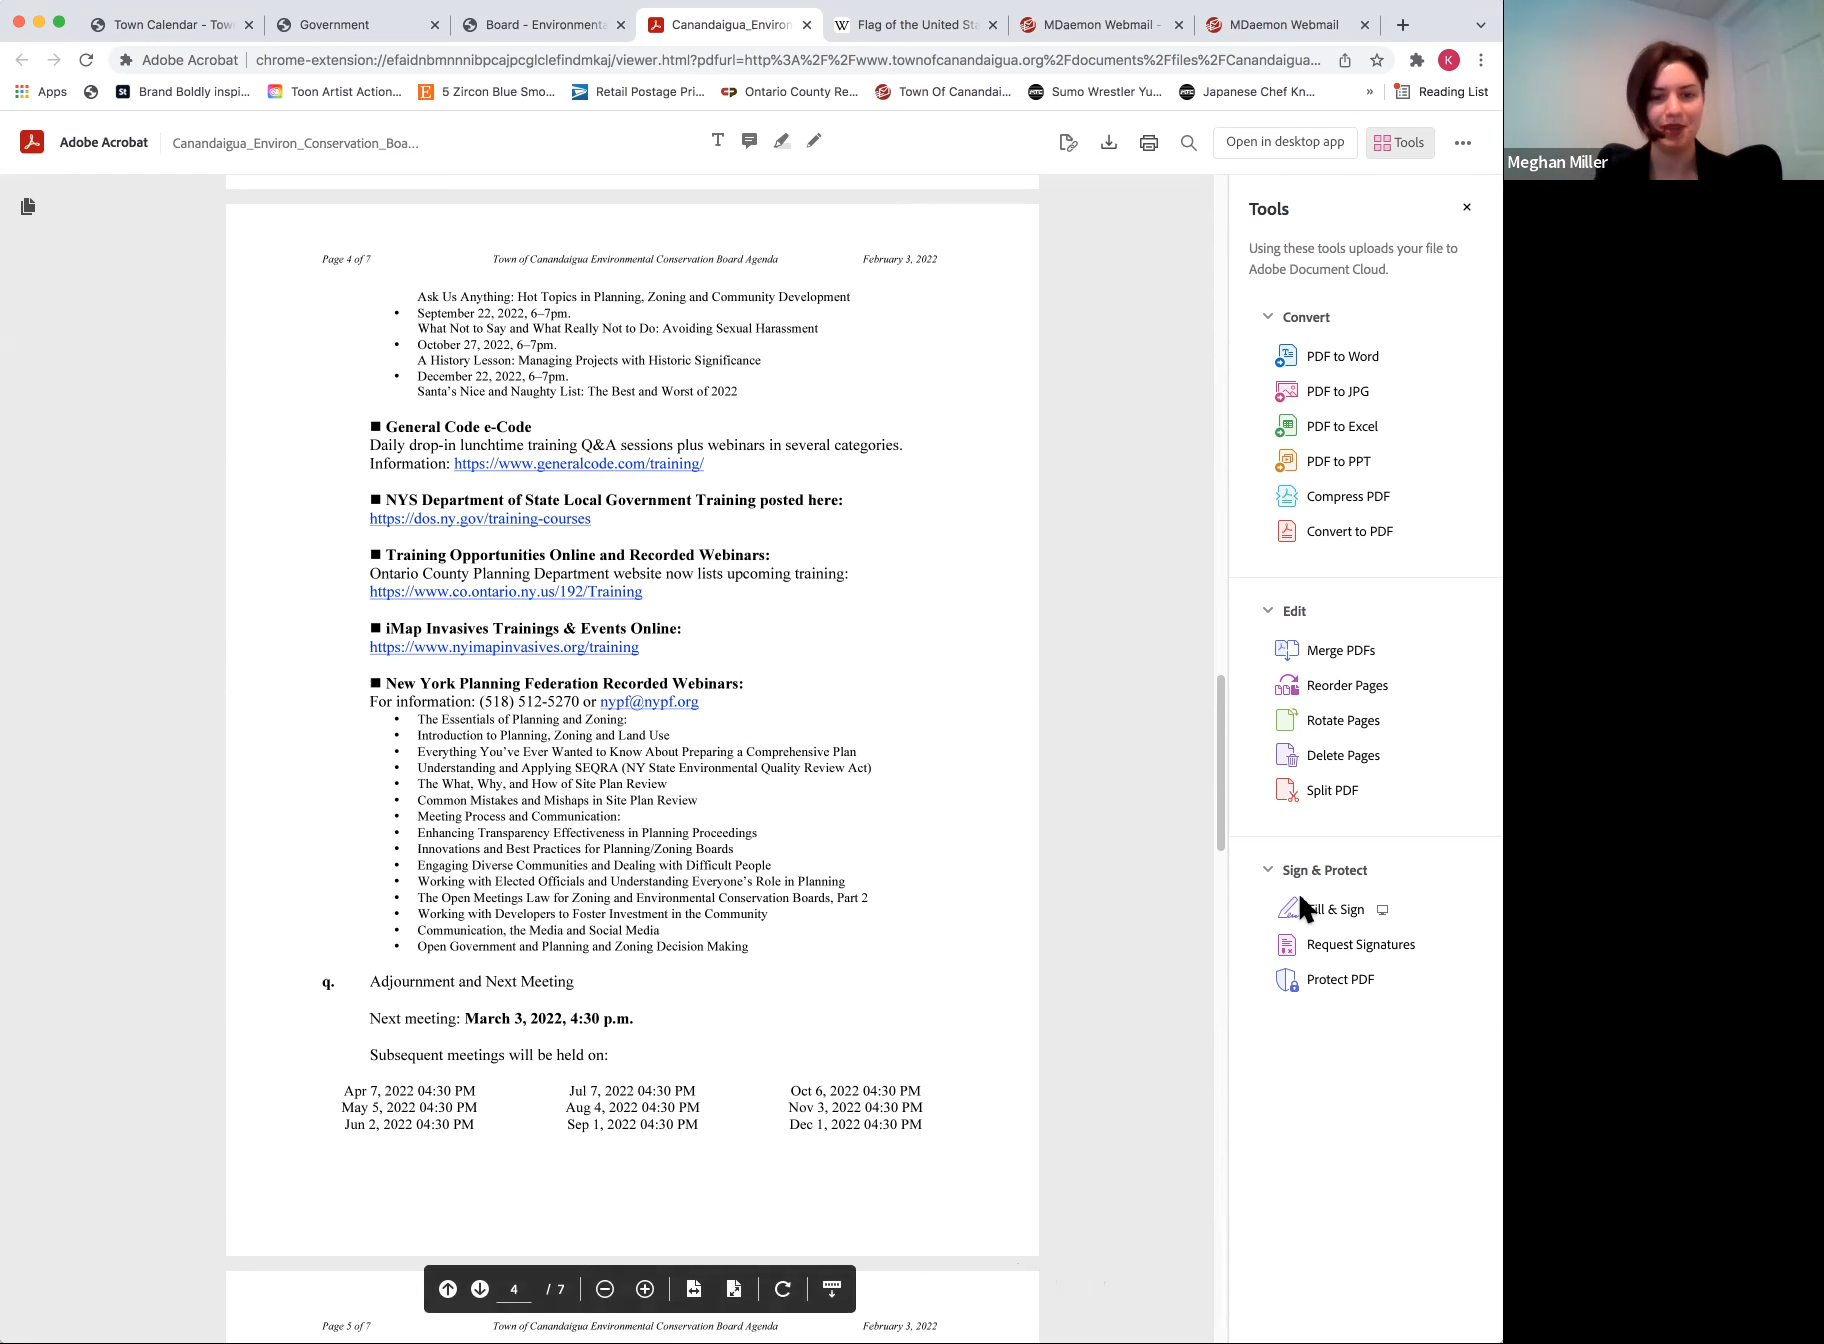 Town Calendar - Tow
Government
Board - Environmenta
Canandaigua_Environ
Flag of the United Sta
MDaemon Webmail -
MDaemon Webmail
Adobe Acrobat
chrome-extension://efaidnbmnnnibpcajpcglclefindmkaj/viewer.html?pdfurl=http%3A%2F%2Fwww.townofcanandaigua.org%2Fdocuments%2Ffiles%2FCanandaigua...
K
Apps
Brand Boldly inspi...
Toon Artist Action...
5 Zircon Blue Smo...
Retail Postage Pri...
Ontario County Re...
Town Of Canandai...
Sumo Wrestler Yu...
Japanese Chef Kn...
»
Reading List
Adobe Acrobat
Canandaigua_Environ_Conservation_Boa...
Open in desktop app
Tools
Meghan Miller
Page 4 of 7 Town of Canandaigua Environmental Conservation Board Agenda February 3, 2022
Ask Us Anything: Hot Topics in Planning, Zoning and Community Development
• September 22, 2022, 6–7pm.
What Not to Say and What Really Not to Do: Avoiding Sexual Harassment
• October 27, 2022, 6–7pm.
A History Lesson: Managing Projects with Historic Significance
• December 22, 2022, 6–7pm.
Santa's Nice and Naughty List: The Best and Worst of 2022
■ General Code e-Code
Daily drop-in lunchtime training Q&A sessions plus webinars in several categories.
Information: https://www.generalcode.com/training/
■ NYS Department of State Local Government Training posted here:
https://dos.ny.gov/training-courses
■ Training Opportunities Online and Recorded Webinars:
Ontario County Planning Department website now lists upcoming training:
https://www.co.ontario.ny.us/192/Training
■ iMap Invasives Trainings & Events Online:
https://www.nyimapinvasives.org/training
■ New York Planning Federation Recorded Webinars:
For information: (518) 512-5270 or nypf@nypf.org
• The Essentials of Planning and Zoning:
• Introduction to Planning, Zoning and Land Use
• Everything You've Ever Wanted to Know About Preparing a Comprehensive Plan
• Understanding and Applying SEQRA (NY State Environmental Quality Review Act)
• The What, Why, and How of Site Plan Review
• Common Mistakes and Mishaps in Site Plan Review
• Meeting Process and Communication:
• Enhancing Transparency Effectiveness in Planning Proceedings
• Innovations and Best Practices for Planning/Zoning Boards
• Engaging Diverse Communities and Dealing with Difficult People
• Working with Elected Officials and Understanding Everyone's Role in Planning
• The Open Meetings Law for Zoning and Environmental Conservation Boards, Part 2
• Working with Developers to Foster Investment in the Community
• Communication, the Media and Social Media
• Open Government and Planning and Zoning Decision Making
q. Adjournment and Next Meeting
Next meeting: March 3, 2022, 4:30 p.m.
Subsequent meetings will be held on:
Apr 7, 2022 04:30 PM Jul 7, 2022 04:30 PM Oct 6, 2022 04:30 PM
May 5, 2022 04:30 PM Aug 4, 2022 04:30 PM Nov 3, 2022 04:30 PM
Jun 2, 2022 04:30 PM Sep 1, 2022 04:30 PM Dec 1, 2022 04:30 PM
4 / 7
Page 5 of 7 Town of Canandaigua Environmental Conservation Board Agenda February 3, 2022
Tools
Using these tools uploads your file to
Adobe Document Cloud.
Convert
PDF to Word
PDF to JPG
PDF to Excel
PDF to PPT
Compress PDF
Convert to PDF
Edit
Merge PDFs
Reorder Pages
Rotate Pages
Delete Pages
Split PDF
Sign & Protect
ill & Sign
Request Signatures
Protect PDF